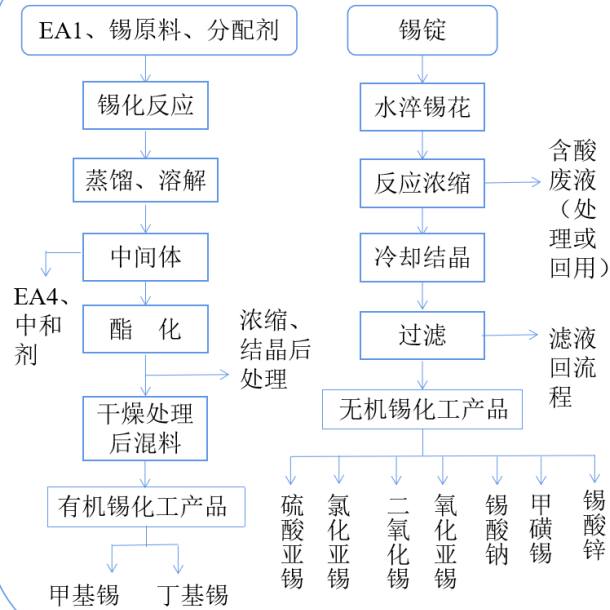 EA1、锡原料、分配剂
锡化反应
蒸馏、溶解
中间体
EA4、
中和
剂
酯 化
浓缩、
结晶后
处理
干燥处理
后混料
有机锡化工产品
甲基锡
丁基锡
锡锭
水淬锡花
反应浓缩
含酸
废液
（处
理或
回用）
冷却结晶
过滤
滤液
回流
程
无机锡化工产品
硫酸亚锡
氯化亚锡
二氧化锡
氧化亚锡
锡酸钠
甲磺锡
锡酸锌